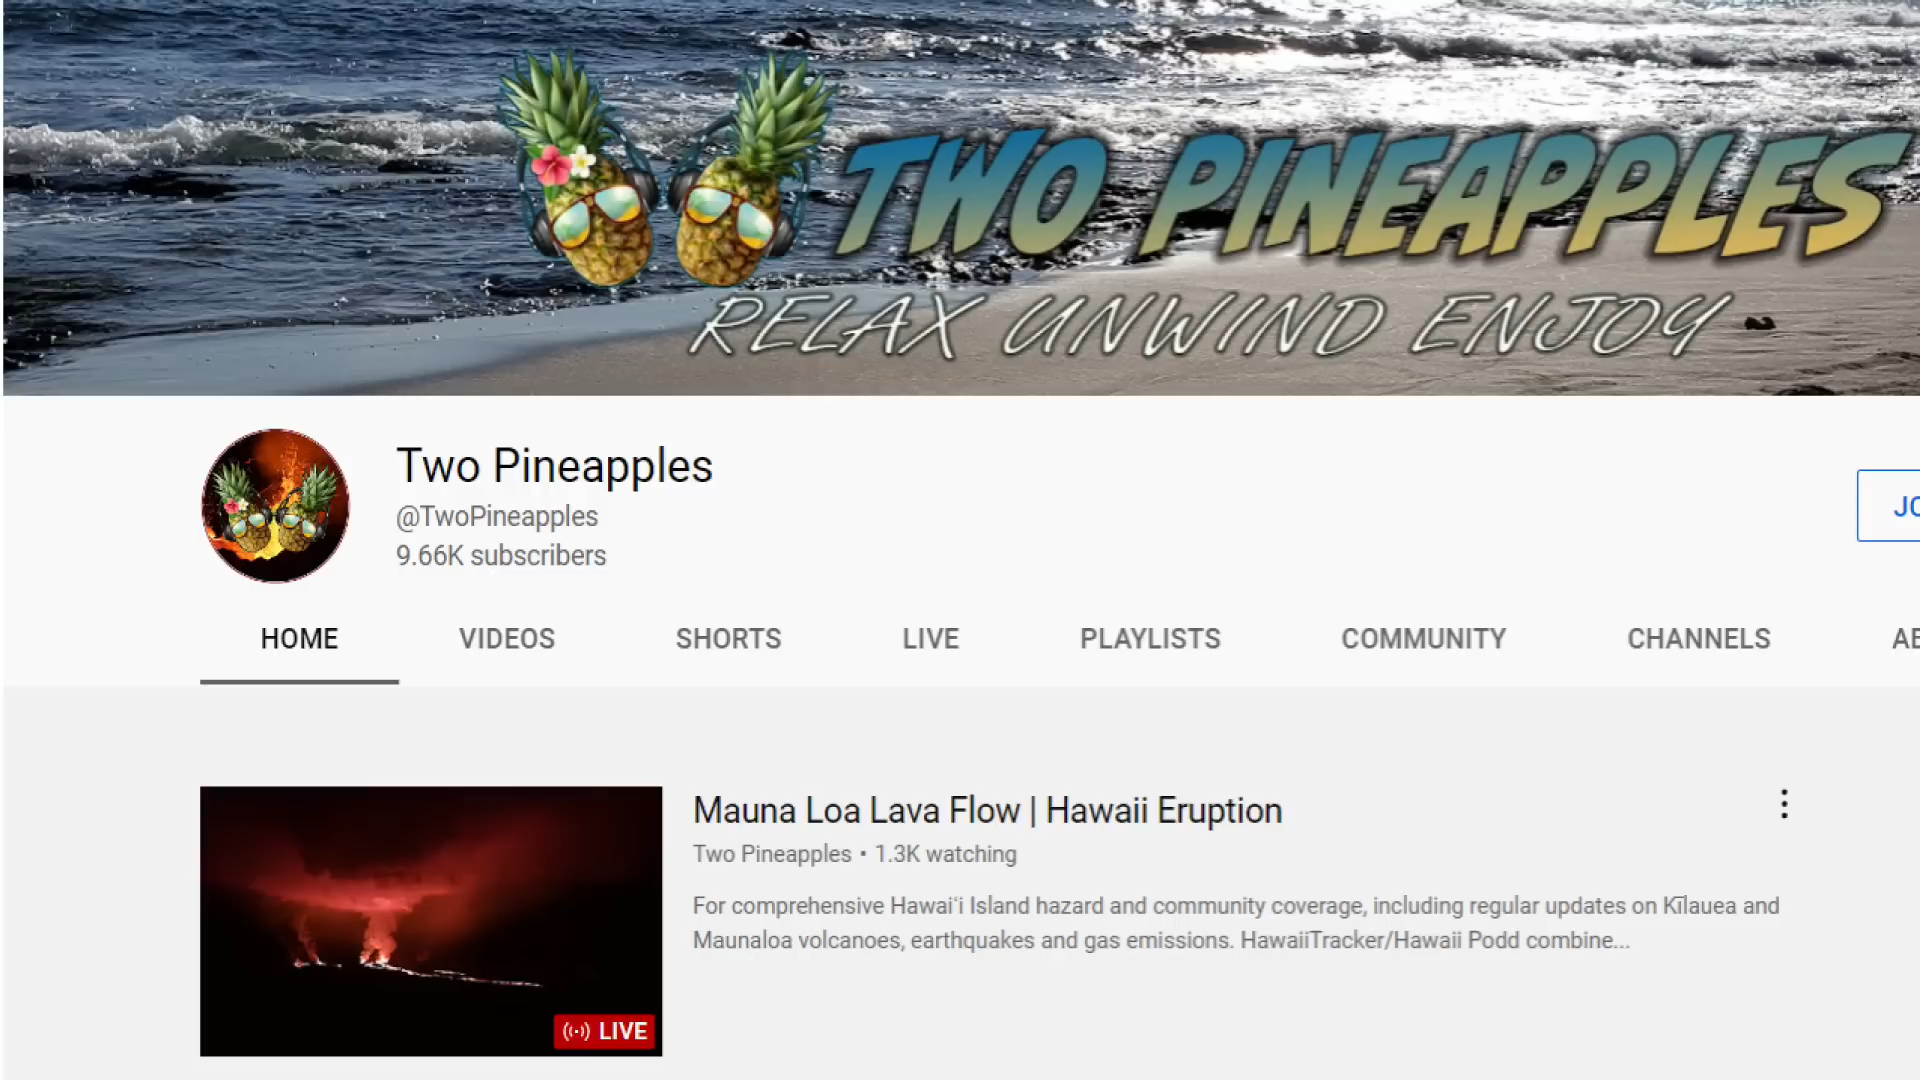 TWO PINEAPPLES
RELAX UNWIND ENJOY
Two Pineapples
@TwoPineapples
9.66K subscribers
JO
HOME VIDEOS SHORTS LIVE PLAYLISTS COMMUNITY CHANNELS
Mauna Loa Lava Flow | Hawaii Eruption
Two Pineapples • 1.3K watching
For comprehensive Hawaiʻi Island hazard and community coverage, including regular updates on Kīlauea and
Maunaloa volcanoes, earthquakes and gas emissions. HawaiiTracker/Hawaii Podd combine...
LIVE